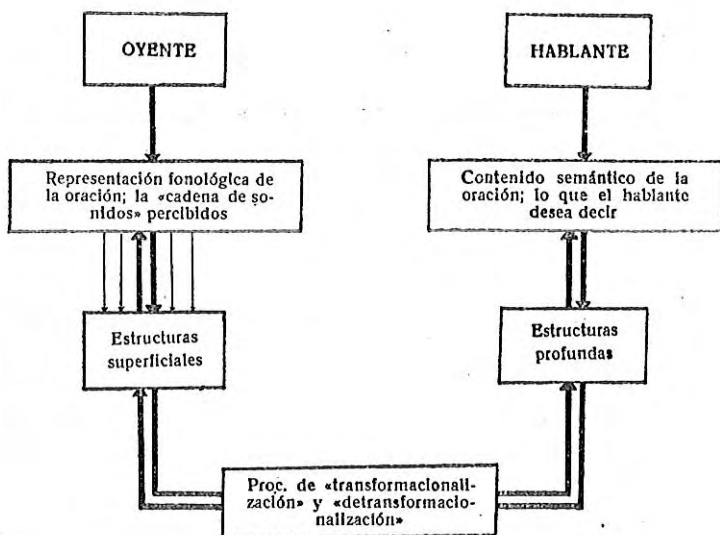 OYENTE
HABLANTE
Representación fonológica de
la oración; la «cadena de so-
nidos» percibidos
Contenido semántico de la
oración; lo que el hablante
desea decir
Estructuras
superficiales
Estructuras
profundas
Proç. de «transformacionali-
zación» y «detransformacio-
nalización»